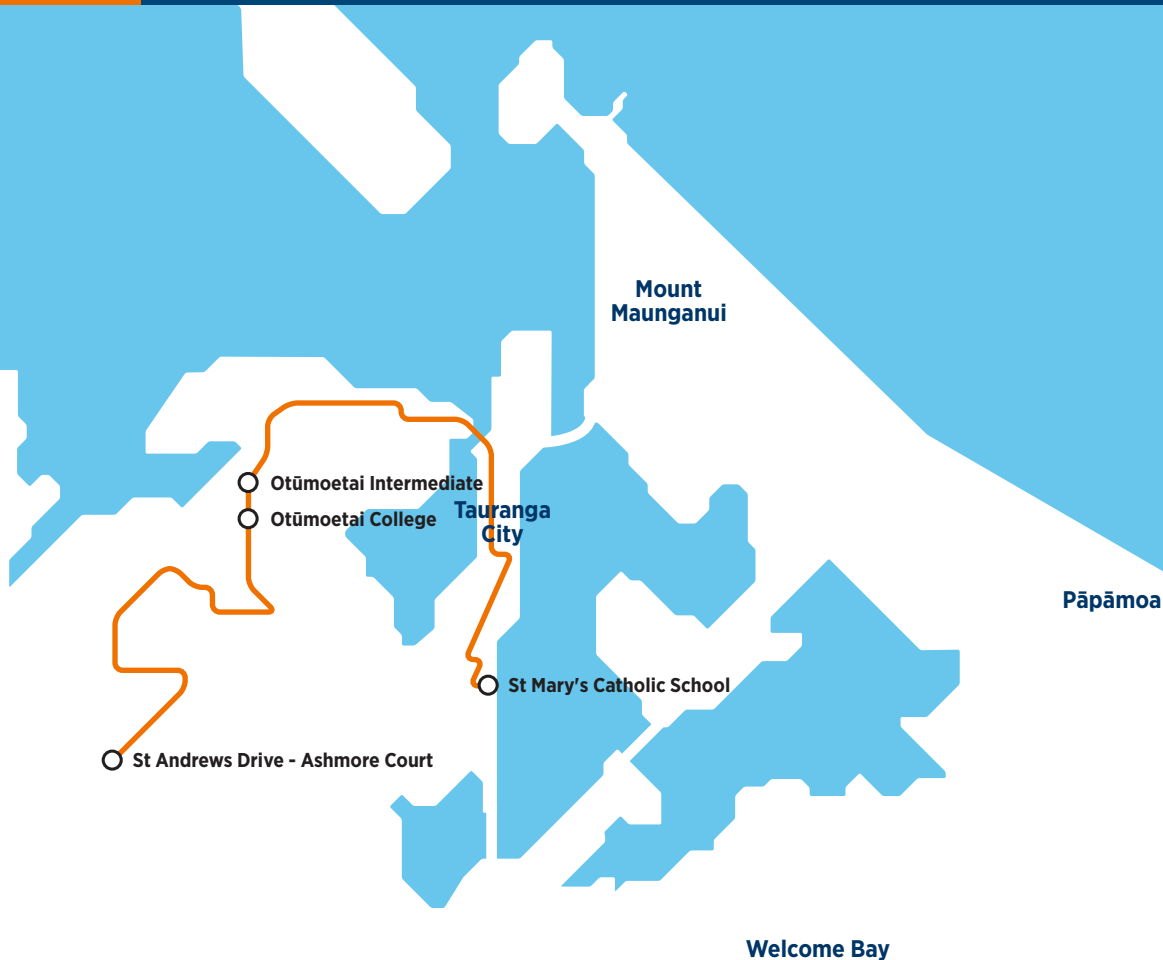 Mount
Maunganui
Otūmoetai Intermediate
Otūmoetai College
Tauranga
City
Pāpāmoa
St Mary's Catholic School
St Andrews Drive - Ashmore Court
Welcome Bay